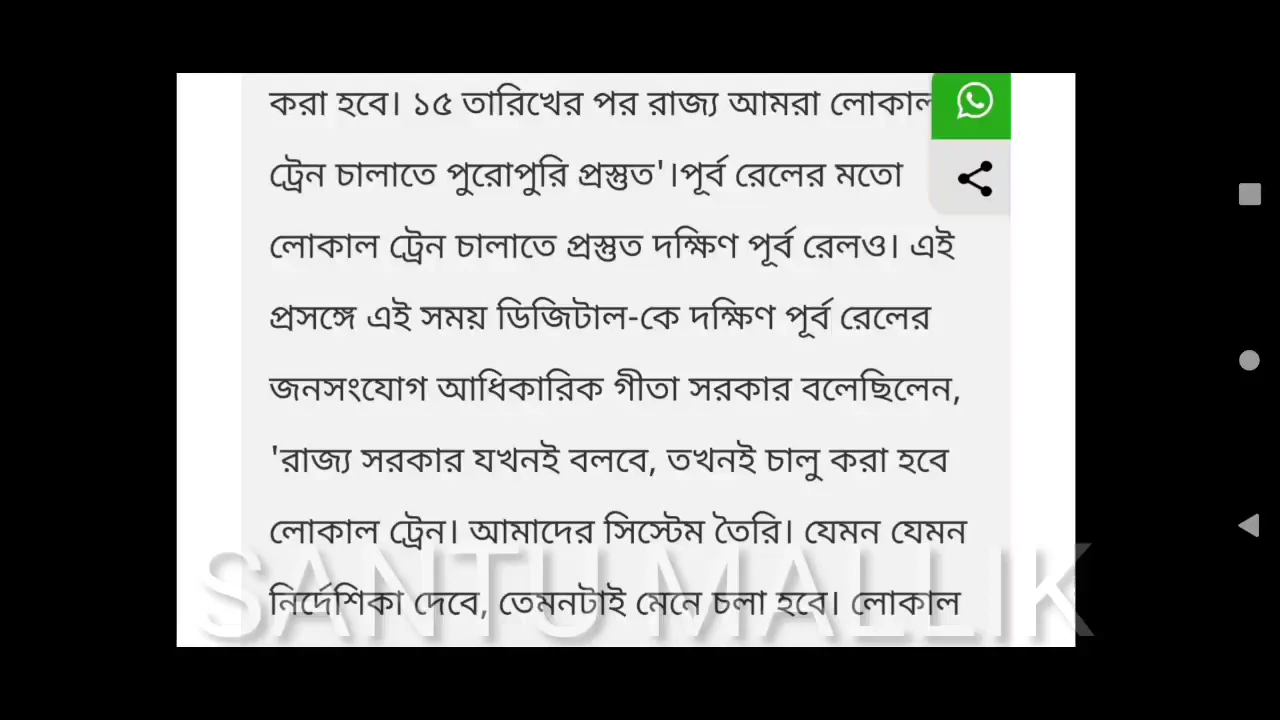 করা হবে। ১৫ তারিখের পর রাজ্য আমরা লোকাল
ট্রেন চালাতে পুরোপুরি প্রস্তুত'।পূর্ব রেলের মতো
লোকাল ট্রেন চালাতে প্রস্তুত দক্ষিণ পূর্ব রেলও। এই
প্রসঙ্গে এই সময় ডিজিটাল-কে দক্ষিণ পূর্ব রেলের
জনসংযোগ আধিকারিক গীতা সরকার বলেছিলেন,
'রাজ্য সরকার যখনই বলবে, তখনই চালু করা হবে
লোকাল ট্রেন। আমাদের সিস্টেম তৈরি। যেমন যেমন
নির্দেশিকা দেবে, তেমনটাই মেনে চলা হবে। লোকাল
SANTU MALLIK